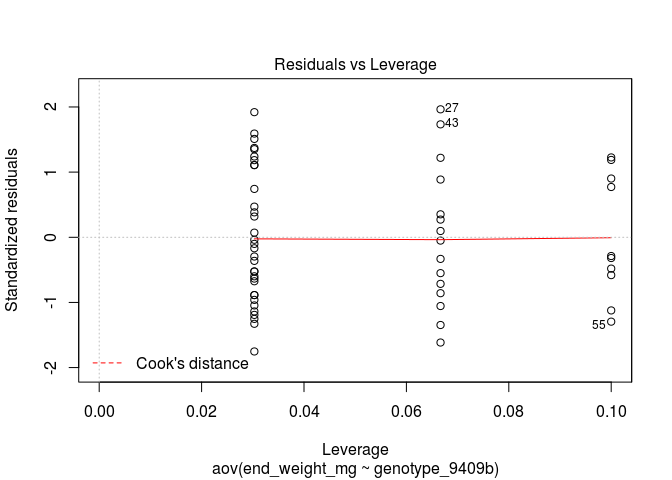 Residuals vs Leverage
Standardized residuals
2
1
0
-1
-2
27
43
55
Cook's distance
0.00 0.02 0.04 0.06 0.08 0.10
Leverage
aov(end_weight_mg ~ genotype_9409b)